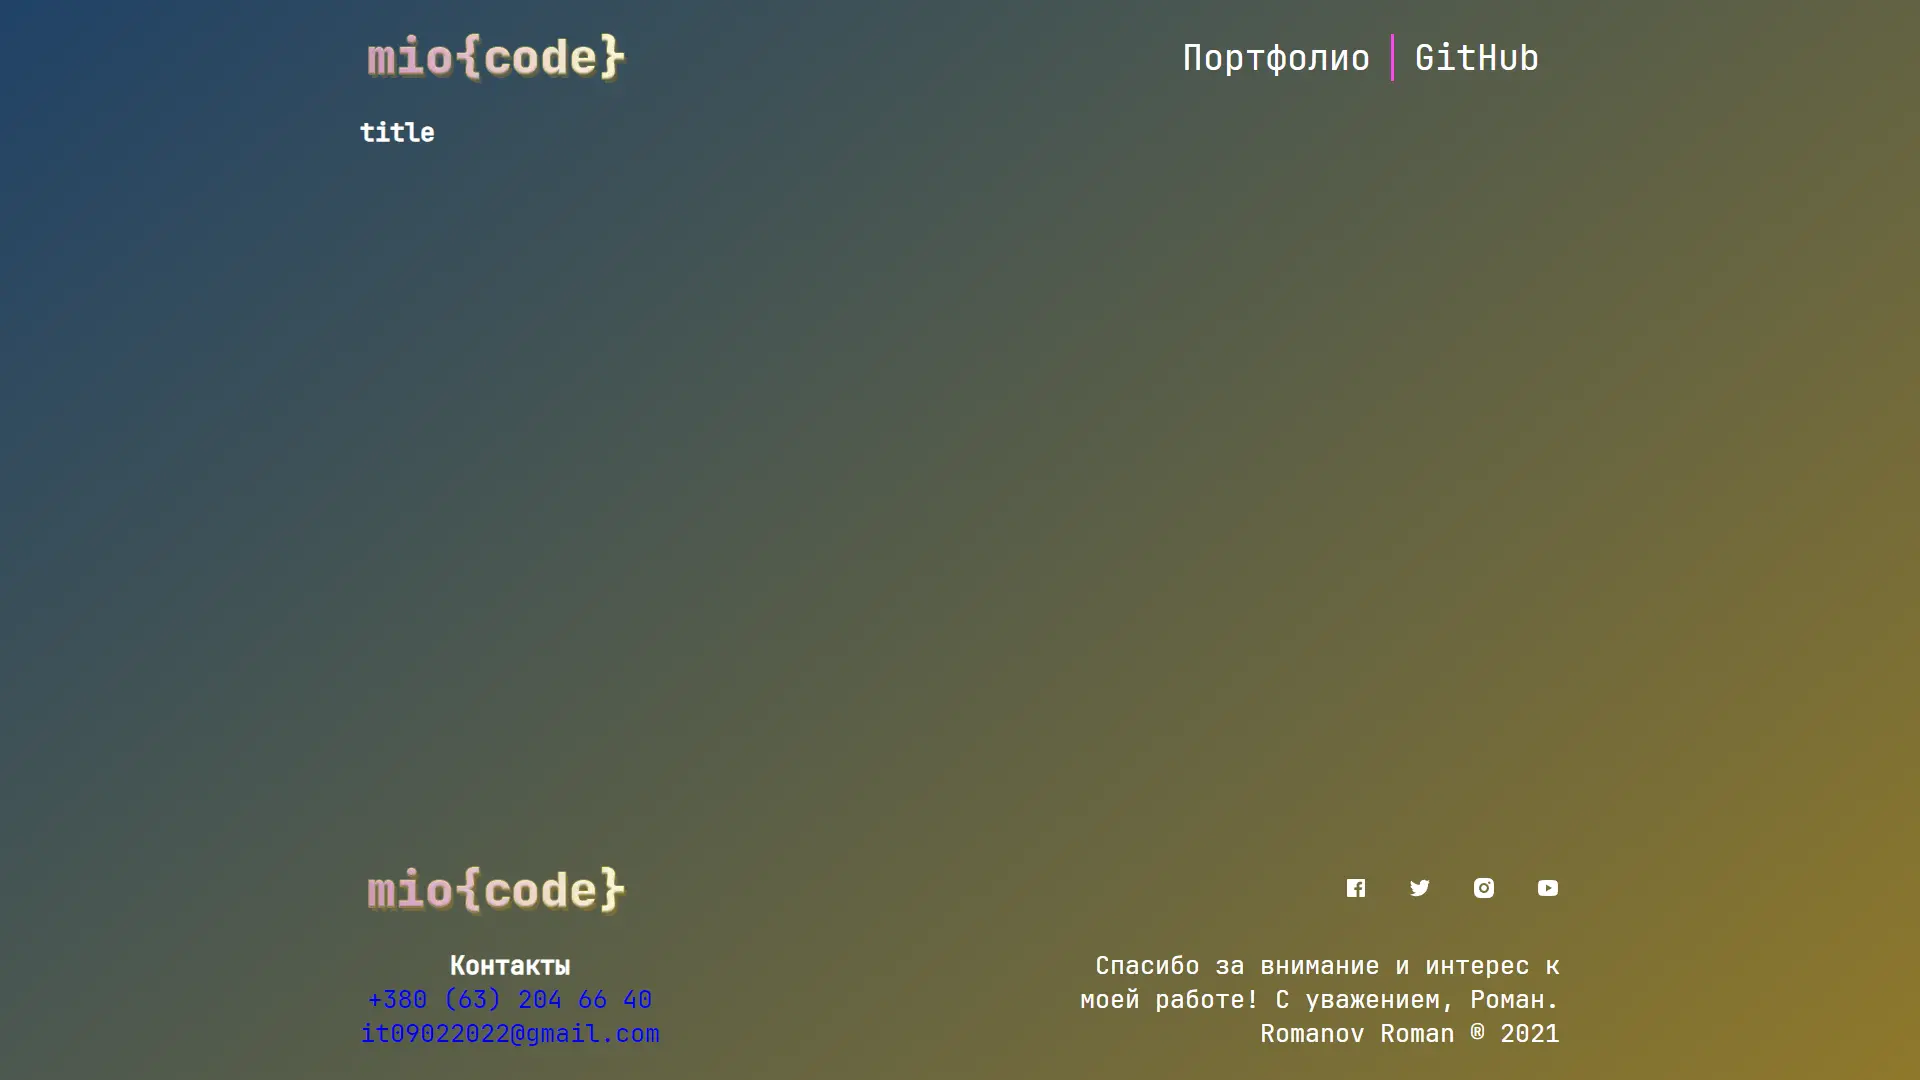 mio{code}
Портфолио
GitHub
title
mio{code}
Контакты
+380 (63) 204 66 40
it09022022@gmail.com
Спасибо за внимание и интерес к
моей работе! С уважением, Роман.
Romanov Roman ® 2021